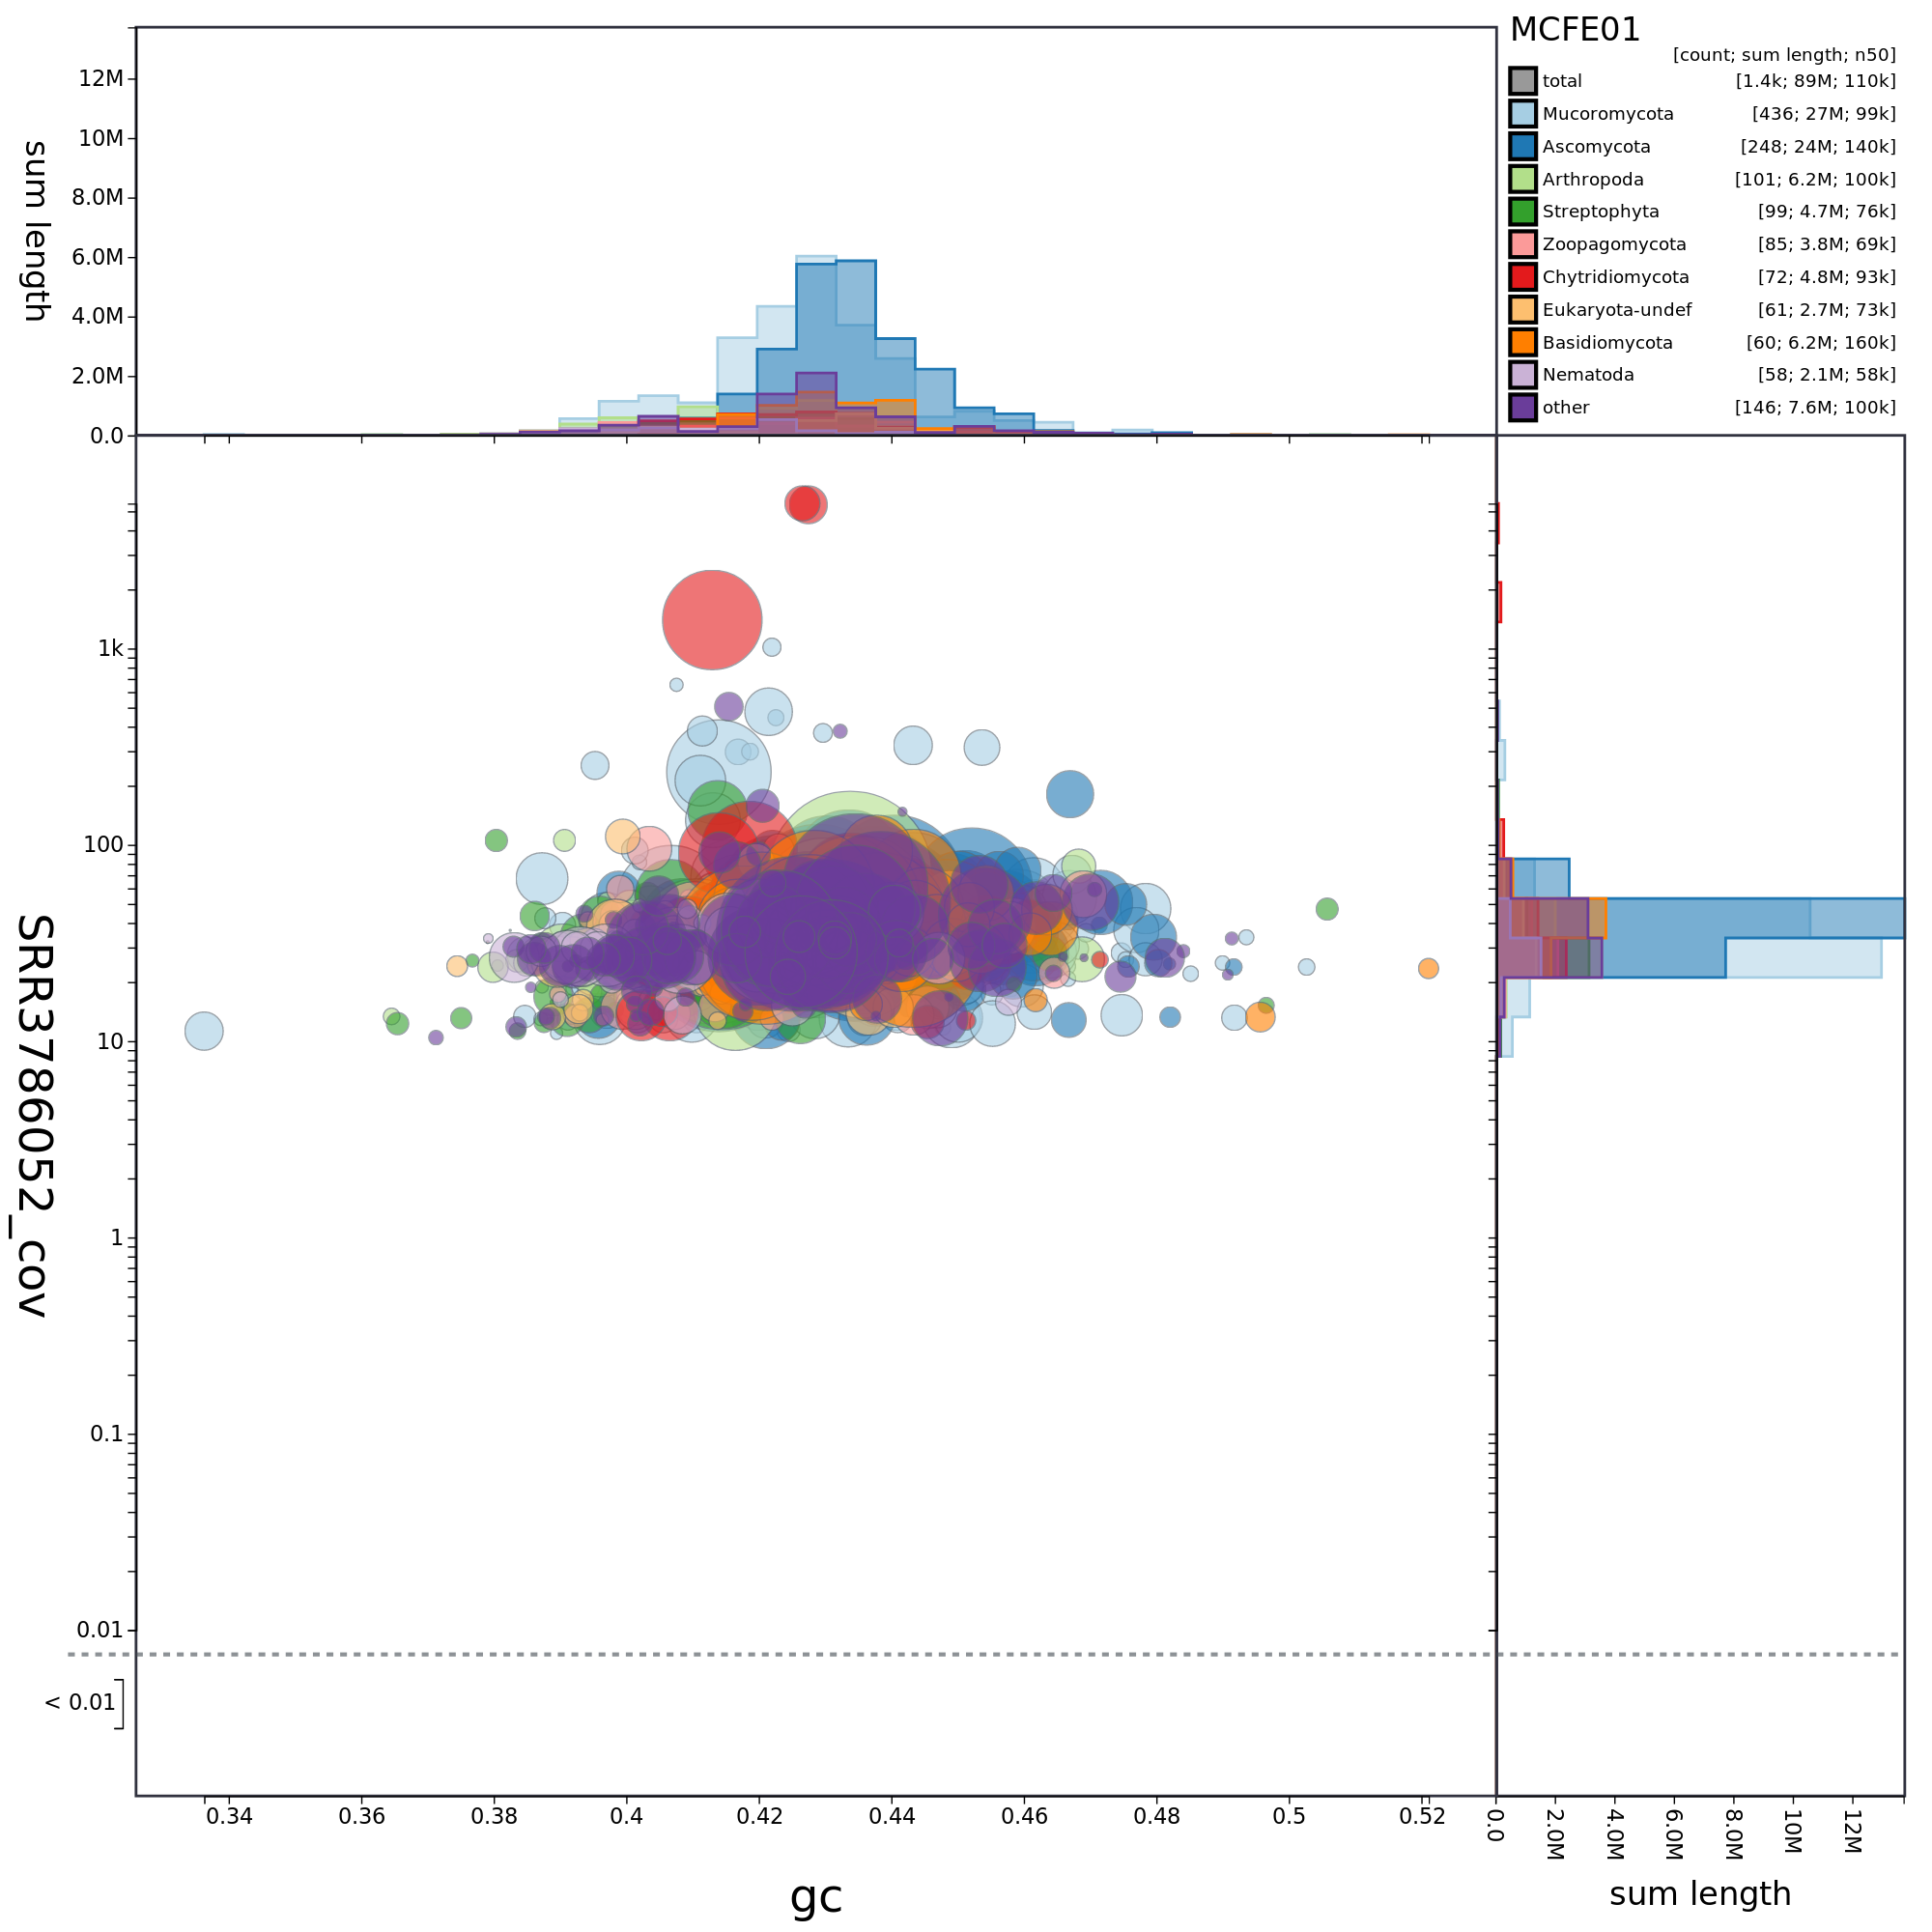 MCFE01
[count; sum length; n50]
total [1.4k; 89M; 110k]
Mucoromycota [436; 27M; 99k]
Ascomycota [248; 24M; 140k]
Arthropoda [101; 6.2M; 100k]
Streptophyta [99; 4.7M; 76k]
Zoopagomycota [85; 3.8M; 69k]
Chytridiomycota [72; 4.8M; 93k]
Eukaryota-undef [61; 2.7M; 73k]
Basidiomycota [60; 6.2M; 160k]
Nematoda [58; 2.1M; 58k]
other [146; 7.6M; 100k]
sum length
12M
10M
8.0M
6.0M
4.0M
2.0M
0.0
SRR3786052_cov
1k
100
10
1
0.1
0.01
< 0.01
0.34 0.36 0.38 0.4 0.42 0.44 0.46 0.48 0.5 0.52
gc
0.0 2.0M 4.0M 6.0M 8.0M 10M 12M
sum length